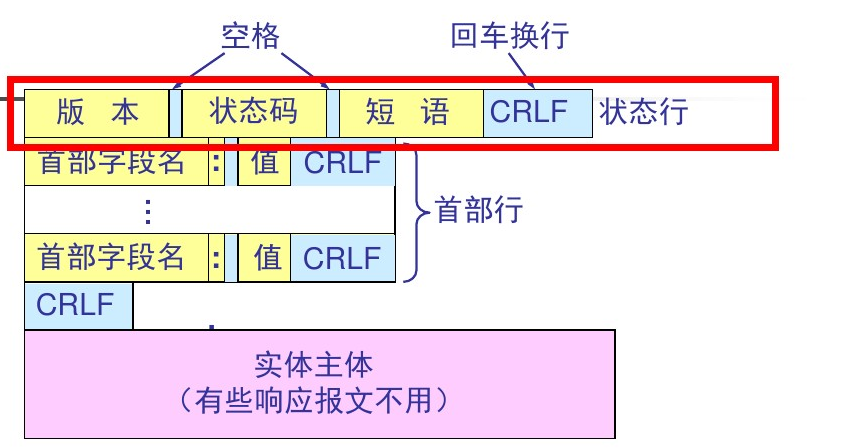 空格 回车换行
版 本 状态码 短 语 CRLF 状态行
首部字段名 : 值 CRLF
⋮ 首部行
首部字段名 : 值 CRLF
CRLF
实体主体
（有些响应报文不用）